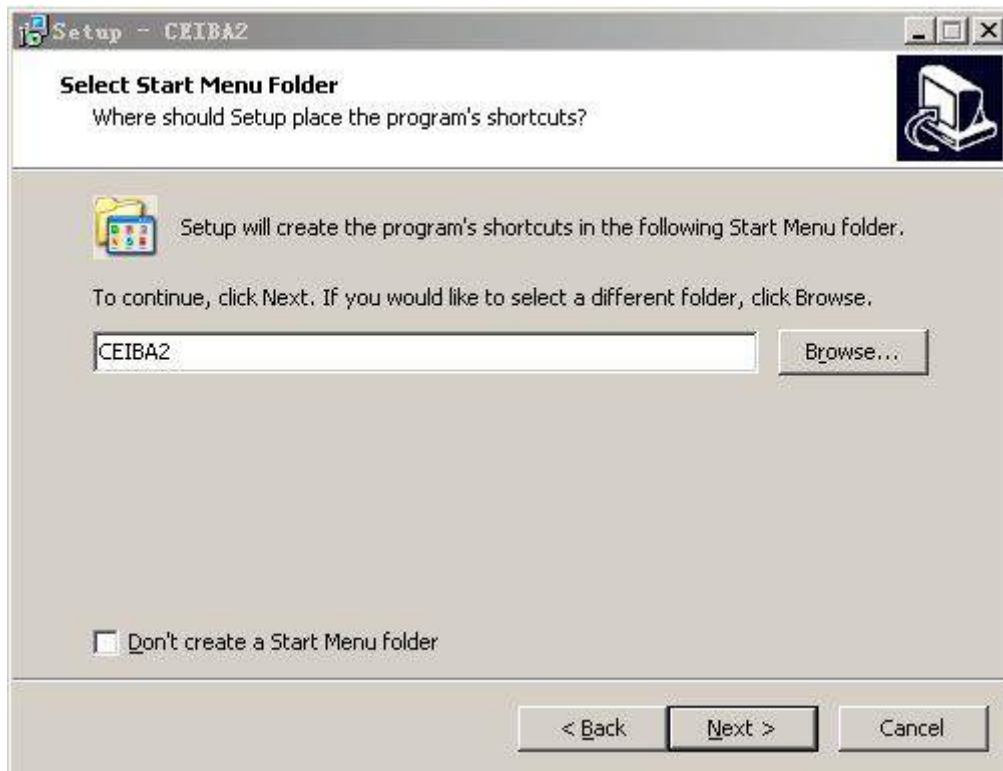 Setup - CEIBA2
Select Start Menu Folder
Where should Setup place the program's shortcuts?
Setup will create the program's shortcuts in the following Start Menu folder.
To continue, click Next. If you would like to select a different folder, click Browse.
CEIBA2
Browse...
Don't create a Start Menu folder
< Back
Next >
Cancel